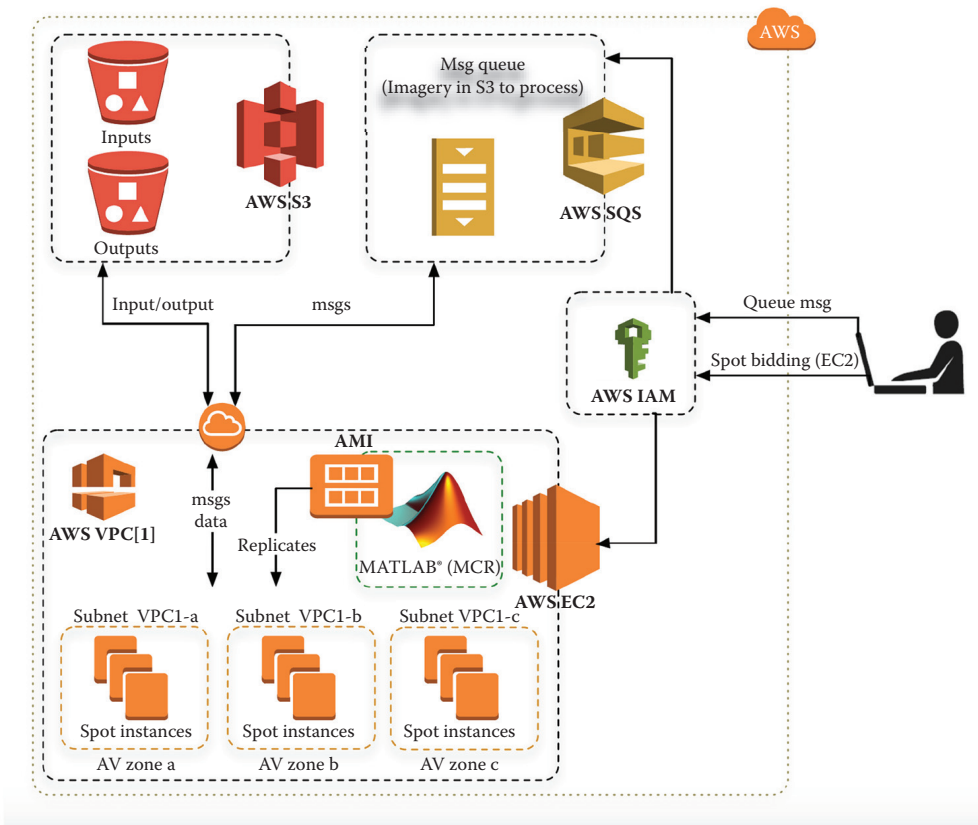 AWS
Msg queue
(Imagery in S3 to process)
Inputs
AWS S3
AWS SQS
Outputs
Input/output
msgs
Queue msg
Spot bidding (EC2)
AWS IAM
AMI
AWS VPC[1]
msgs
data
Replicates
MATLAB® (MCR)
AWS EC2
Subnet VPC1-a
Subnet VPC1-b
Subnet VPC1-c
Spot instances
Spot instances
Spot instances
AV zone a
AV zone b
AV zone c